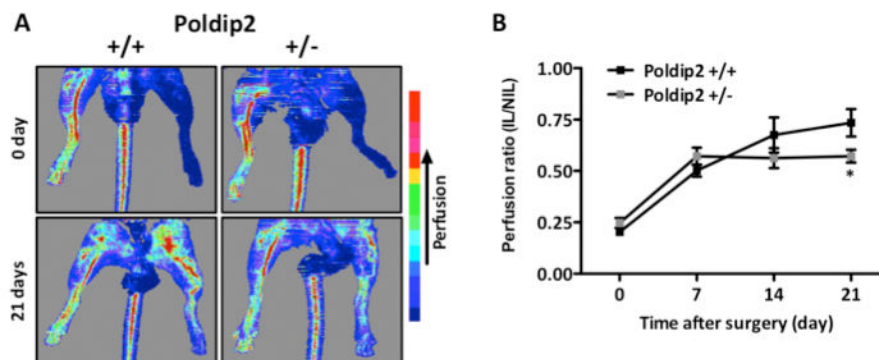 A
Poldip2
+/+
+/-
0 day
21 days
Perfusion
B
Poldip2 +/+
Poldip2 +/-
Perfusion ratio (IL/NIL)
1.00
0.75
0.50
0.25
0.00
*
0 7 14 21
Time after surgery (day)